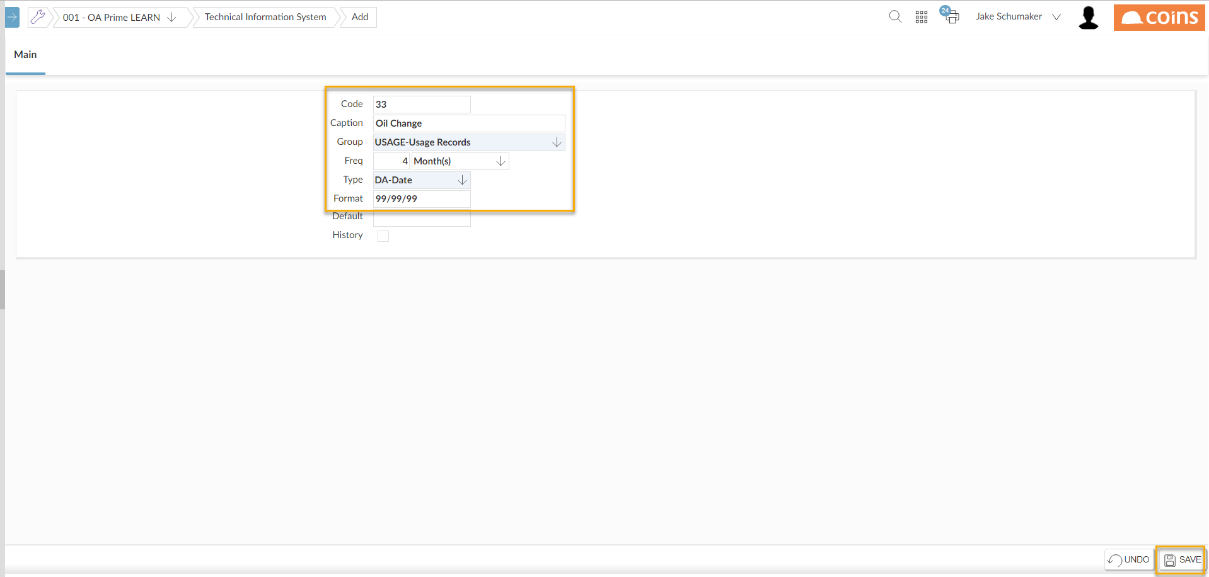 001 - OA Prime LEARN Technical Information System Add 24 Jake Schumaker coins
Main
Code 33
Caption Oil Change
Group USAGE-Usage Records
Freq 4 Month(s)
Type DA-Date
Format 99/99/99
Default
History
UNDO SAVE